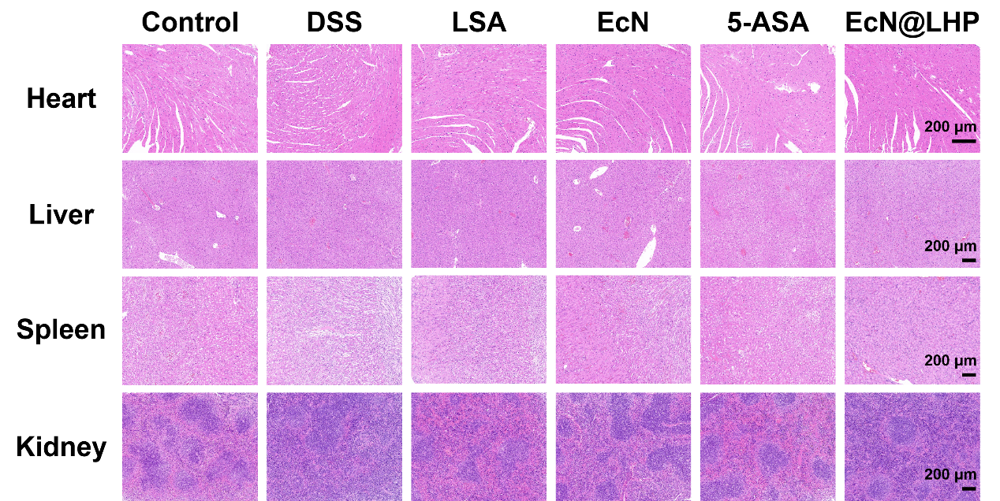 Control DSS LSA EcN 5-ASA EcN@LHP
Heart
200 μm
Liver
200 μm
Spleen
200 μm
Kidney
200 μm